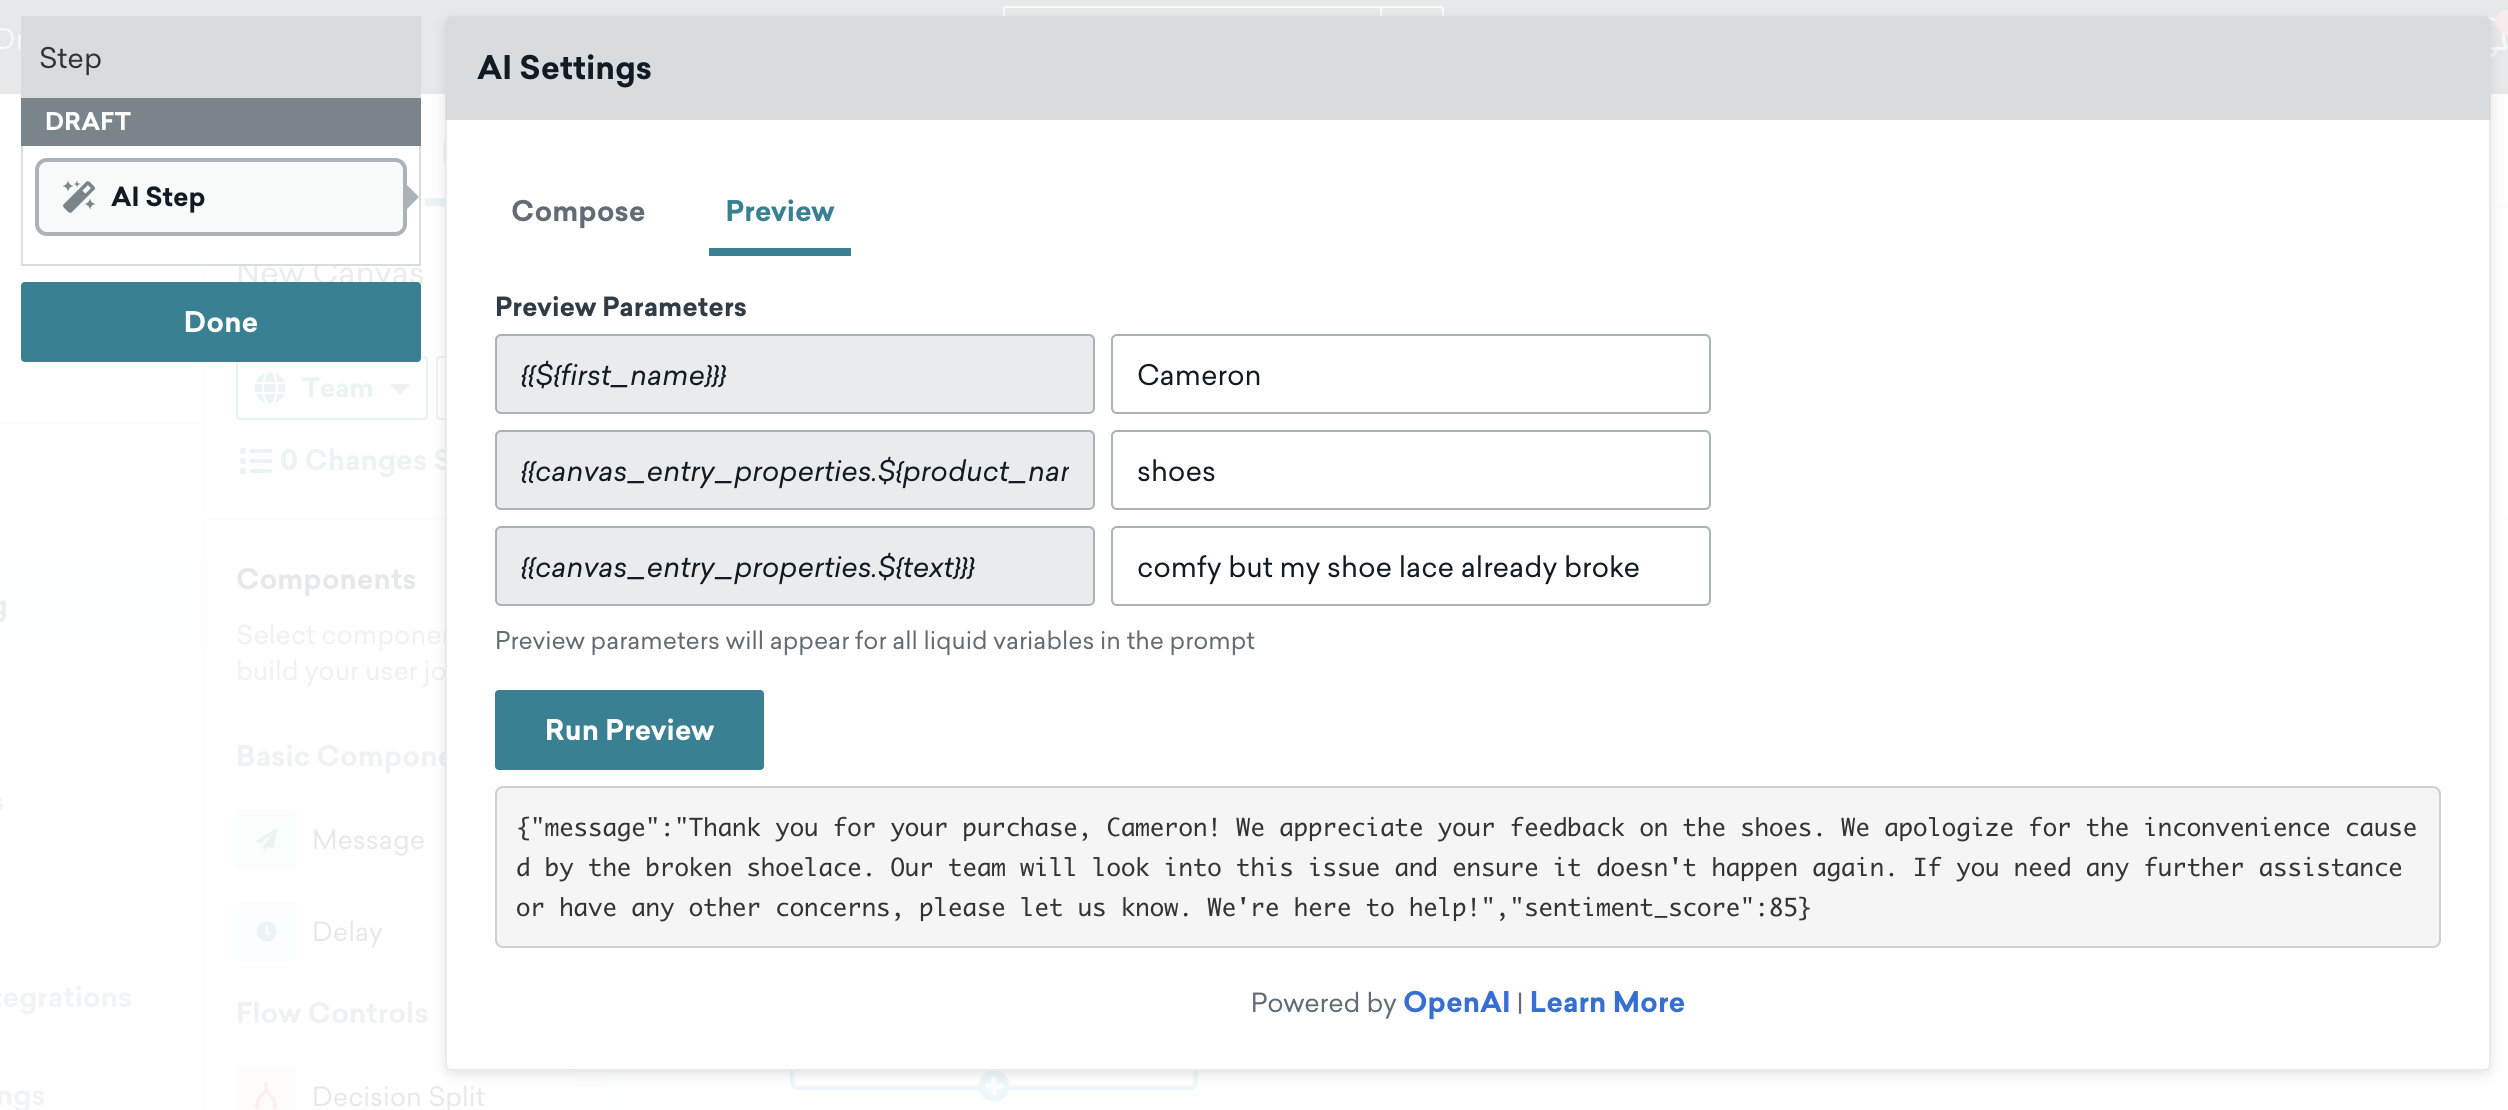 Step
DRAFT
AI Step
Done
New Canvas
Team
0 Changes
Components
Select
build your user
Basic
Message
Delay
Flow Controls
Decision Split
AI Settings
Compose
Preview
Preview Parameters
{{${first_name}}}
Cameron
{{canvas_entry_properties.${product_nar
shoes
{{canvas_entry_properties.${text}}}
comfy but my shoe lace already broke
Preview parameters will appear for all liquid variables in the prompt
Run Preview
{"message":"Thank you for your purchase, Cameron! We appreciate your feedback on the shoes. We apologize for the inconvenience cause
d by the broken shoelace. Our team will look into this issue and ensure it doesn't happen again. If you need any further assistance
or have any other concerns, please let us know. We're here to help!","sentiment_score":85}
Powered by OpenAI | Learn More